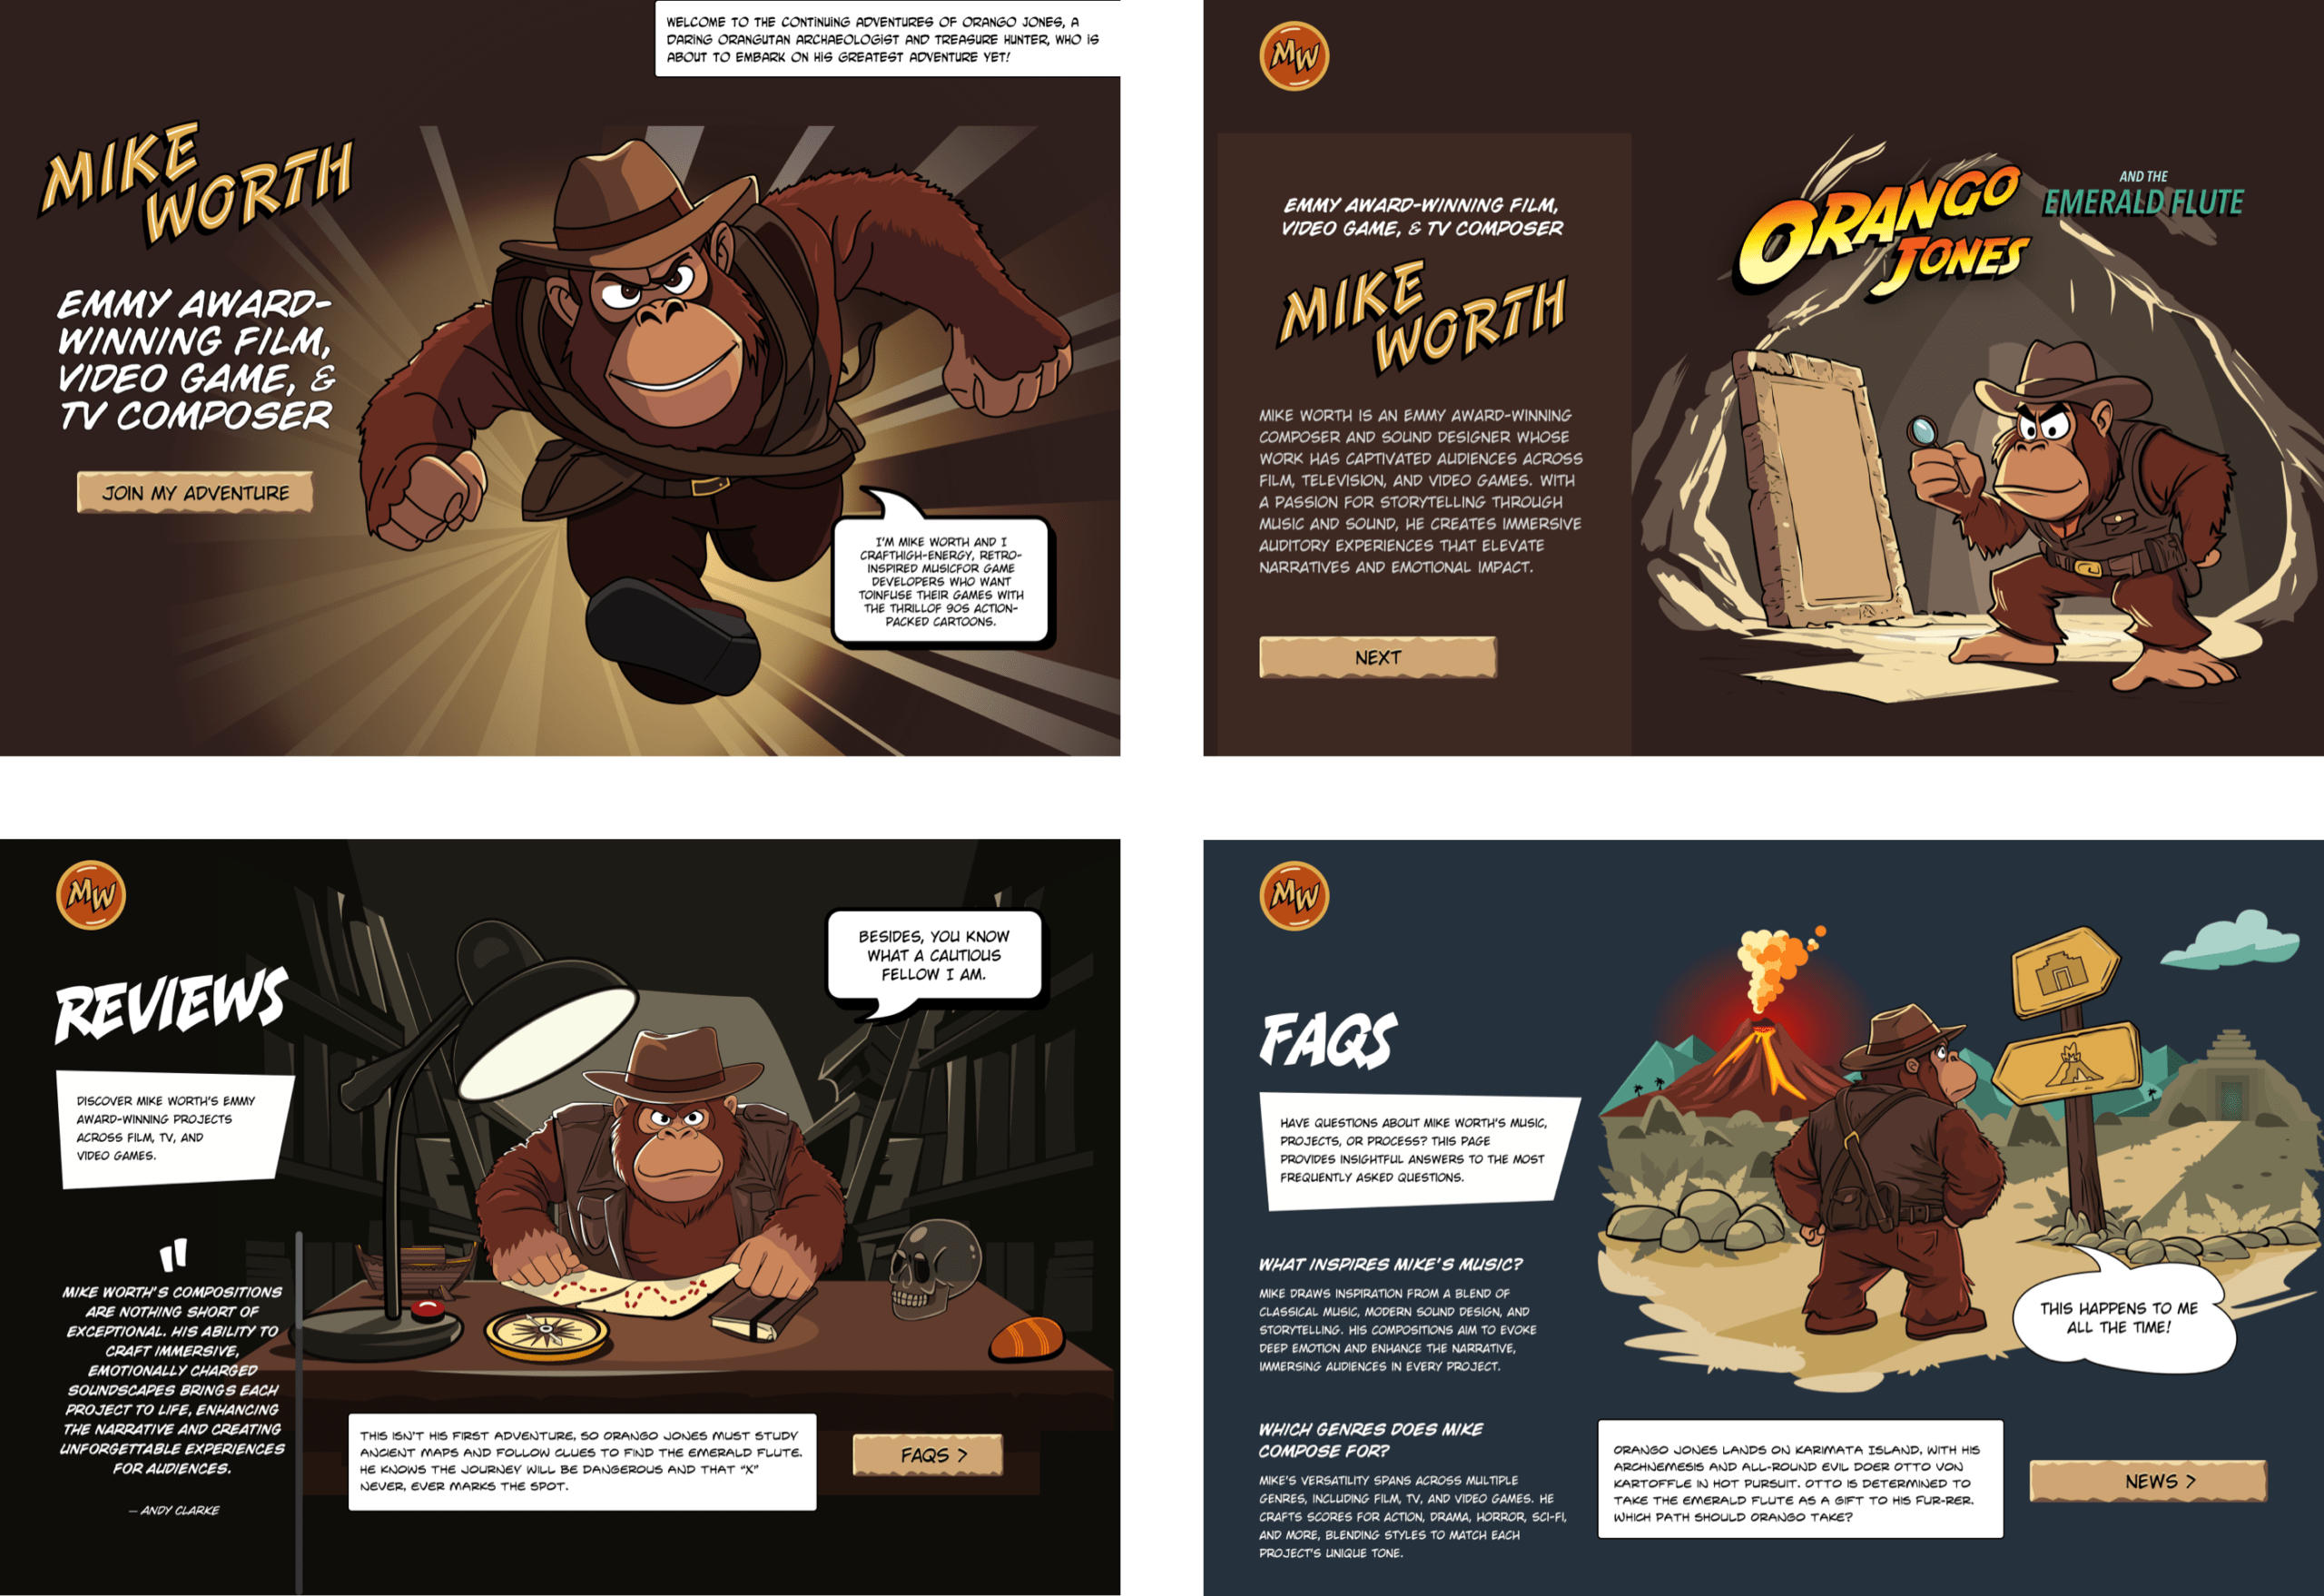 WELCOME TO THE CONTINUING ADVENTURES OF ORANGO JONES, A
DARING ORANGUTAN ARCHAEOLOGIST AND TREASURE HUNTER, WHO IS
ABOUT TO EMBARK ON HIS GREATEST ADVENTURE YET!
MIKE
WORTH
EMMY AWARD-
WINNING FILM,
VIDEO GAME, &
TV COMPOSER
JOIN MY ADVENTURE
I'M MIKE WORTH AND I
CRAFTHIGH-ENERGY, RETRO-
INSPIRED MUSICFOR GAME
DEVELOPERS WHO WANT
TOINFUSE THEIR GAMES WITH
THE THRILLOF 90S ACTION-
PACKED CARTOONS.
MW
EMMY AWARD-WINNING FILM,
VIDEO GAME, & TV COMPOSER
MIKE
WORTH
MIKE WORTH IS AN EMMY AWARD-WINNING
COMPOSER AND SOUND DESIGNER WHOSE
WORK HAS CAPTIVATED AUDIENCES ACROSS
FILM, TELEVISION, AND VIDEO GAMES. WITH
A PASSION FOR STORYTELLING THROUGH
MUSIC AND SOUND, HE CREATES IMMERSIVE
AUDITORY EXPERIENCES THAT ELEVATE
NARRATIVES AND EMOTIONAL IMPACT.
NEXT
ORANGO
JONES
AND THE
EMERALD FLUTE
MW
REVIEWS
DISCOVER MIKE WORTH'S EMMY
AWARD-WINNING PROJECTS
ACROSS FILM, TV, AND
VIDEO GAMES.
"
MIKE WORTH'S COMPOSITIONS
ARE NOTHING SHORT OF
EXCEPTIONAL. HIS ABILITY TO
CRAFT IMMERSIVE,
EMOTIONALLY CHARGED
SOUNDSCAPES BRINGS EACH
PROJECT TO LIFE, ENHANCING
THE NARRATIVE AND CREATING
UNFORGETTABLE EXPERIENCES
FOR AUDIENCES.
— ANDY CLARKE
BESIDES, YOU KNOW
WHAT A CAUTIOUS
FELLOW I AM.
THIS ISN'T HIS FIRST ADVENTURE, SO ORANGO JONES MUST STUDY
ANCIENT MAPS AND FOLLOW CLUES TO FIND THE EMERALD FLUTE.
HE KNOWS THE JOURNEY WILL BE DANGEROUS AND THAT "X"
NEVER, EVER MARKS THE SPOT.
FAQS >
MW
FAQS
HAVE QUESTIONS ABOUT MIKE WORTH'S MUSIC,
PROJECTS, OR PROCESS? THIS PAGE
PROVIDES INSIGHTFUL ANSWERS TO THE MOST
FREQUENTLY ASKED QUESTIONS.
WHAT INSPIRES MIKE'S MUSIC?
MIKE DRAWS INSPIRATION FROM A BLEND OF
CLASSICAL MUSIC, MODERN SOUND DESIGN, AND
STORYTELLING. HIS COMPOSITIONS AIM TO EVOKE
DEEP EMOTION AND ENHANCE THE NARRATIVE,
IMMERSING AUDIENCES IN EVERY PROJECT.
WHICH GENRES DOES MIKE
COMPOSE FOR?
MIKE'S VERSATILITY SPANS ACROSS MULTIPLE
GENRES, INCLUDING FILM, TV, AND VIDEO GAMES. HE
CRAFTS SCORES FOR ACTION, DRAMA, HORROR, SCI-FI,
AND MORE, BLENDING STYLES TO MATCH EACH
PROJECT'S UNIQUE TONE.
THIS HAPPENS TO ME
ALL THE TIME!
ORANGO JONES LANDS ON KARIMATA ISLAND, WITH HIS
ARCHNEMESIS AND ALL-ROUND EVIL DOER OTTO VON
KARTOFFLE IN HOT PURSUIT. OTTO IS DETERMINED TO
TAKE THE EMERALD FLUTE AS A GIFT TO HIS FUR-RER.
WHICH PATH SHOULD ORANGO TAKE?
NEWS >